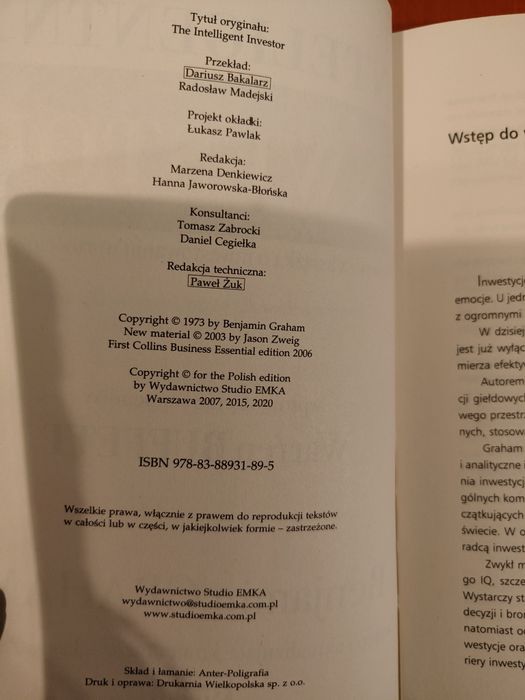 Tytuł oryginału:
The Intelligent Investor
Przekład:
Dariusz Bakalarz
Radosław Madejski
Projekt okładki:
Łukasz Pawlak
Redakcja:
Marzena Denkiewicz
Hanna Jaworowska-Błońska
Konsultanci:
Tomasz Zabrocki
Daniel Cegiełka
Redakcja techniczna:
Paweł Żuk
Copyright © 1973 by Benjamin Graham
New material © 2003 by Jason Zweig
First Collins Business Essential edition 2006
Copyright © for the Polish edition
by Wydawnictwo Studio EMKA
Warszawa 2007, 2015, 2020
ISBN 978-83-88931-89-5
Wszelkie prawa, włącznie z prawem do reprodukcji tekstów
w całości lub w części, w jakiejkolwiek formie – zastrzeżone.
Wydawnictwo Studio EMKA
wydawnictwo@studioemka.com.pl
www.studioemka.com.pl
Skład i łamanie: Anter-Poligrafia
Druk i oprawa: Drukarnia Wielkopolska sp. z o.o.
Wstęp do
Inwestycj
emocje. U jedn
z ogromnymi
W dzisiej
jest już wyłąc
mierza efektyw
Autorem
cji giełdowych
wego przestrz
nych, stosow
Graham
i analityczne i
nia inwestycj
gólnych kom
czątkujących
świecie. W o
radcą inwest
Zwykł m
go IQ, szcze
Wystarczy st
decyzji i bron
natomiast od
westycje ora
riery inwesty